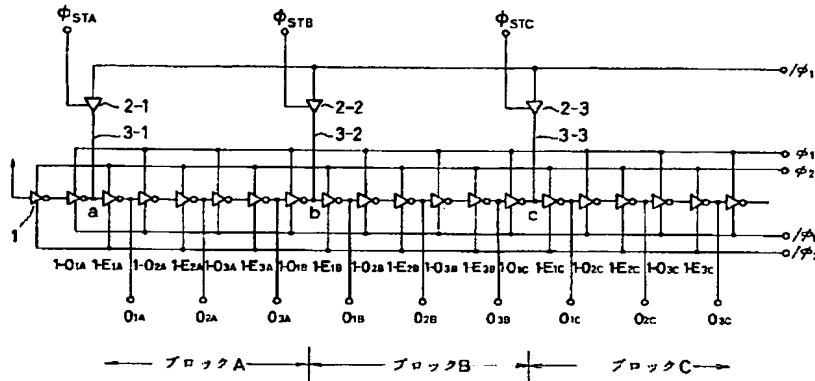 ΦSTA ΦSTB ΦSTC
/Φ1
2-1 2-2 2-3
3-1 3-2 3-3
Φ1
Φ2
a b c
1
/Φ2
1-O1A 1-E1A 1-O2A 1-E2A 1-O3A 1-E3A 1-O1B 1-E1B 1-O2B 1-E2B 1-O3B 1-E3B 1-O1C 1-E1C 1-O2C 1-E2C 1-O3C 1-E3C
O1A O2A O3A O1B O2B O3B O1C O2C O3C
ブロックA ブロックB ブロックC